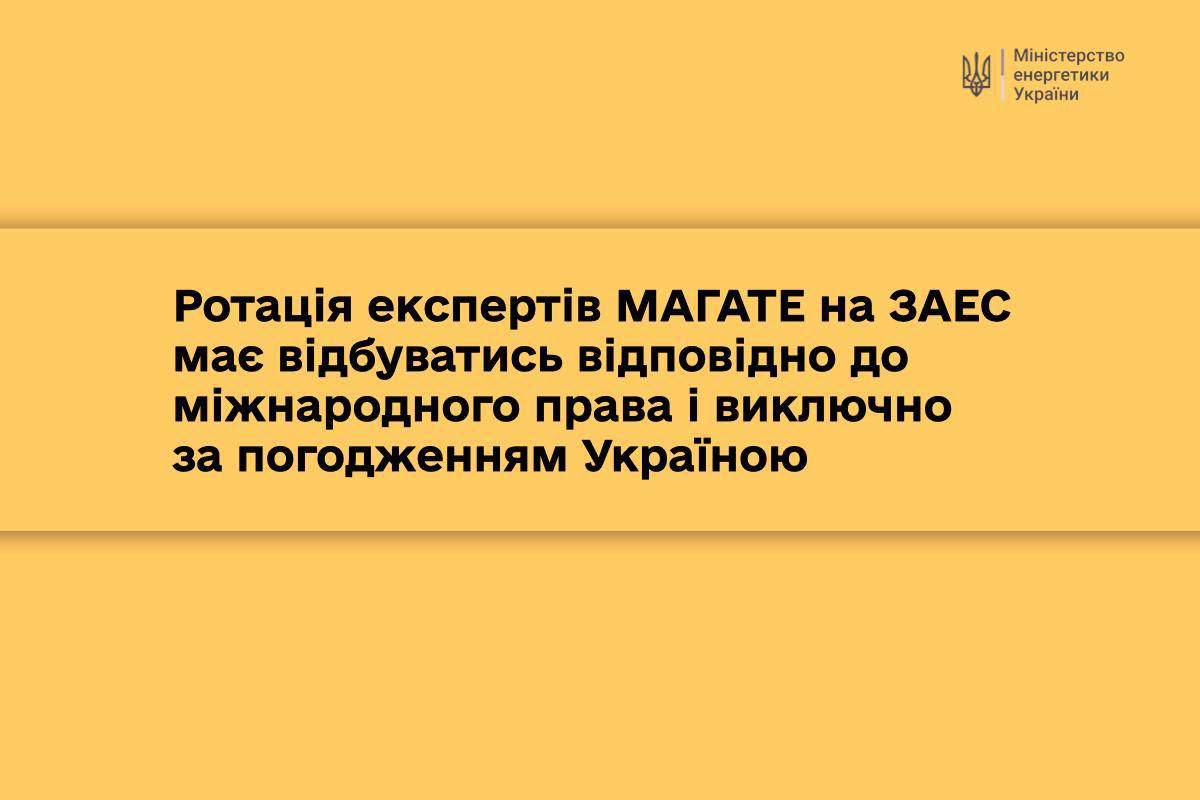 Міністерство
енергетики
України
Ротація експертів МАГАТЕ на ЗАЕС
має відбуватись відповідно до
міжнародного права і виключно
за погодженням Україною